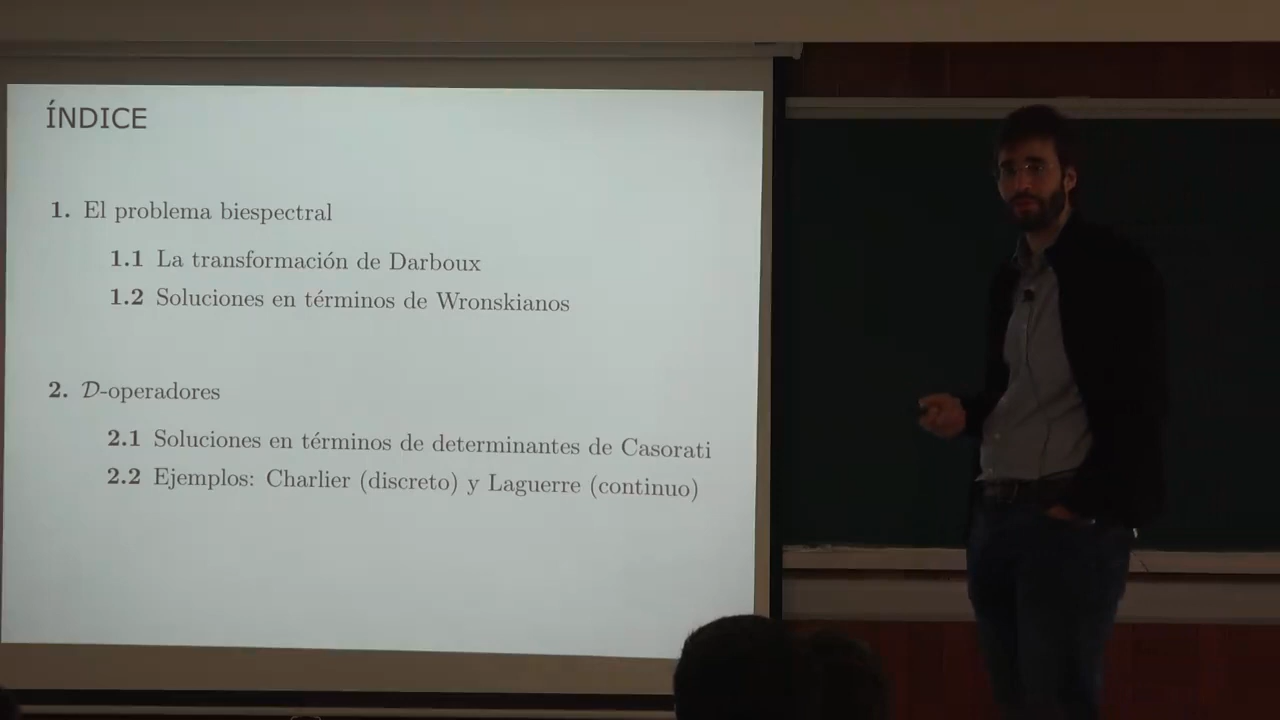 ÍNDICE
1. El problema biespectral
1.1 La transformación de Darboux
1.2 Soluciones en términos de Wronskianos
2. 𝒟-operadores
2.1 Soluciones en términos de determinantes de Casorati
2.2 Ejemplos: Charlier (discreto) y Laguerre (continuo)